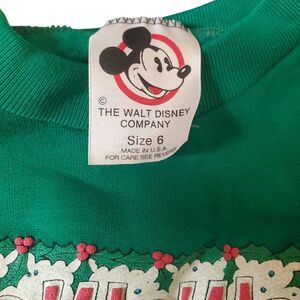 ©
THE WALT DISNEY
COMPANY
Size 6
MADE IN U.S.A.
FOR CARE SEE REVERSE